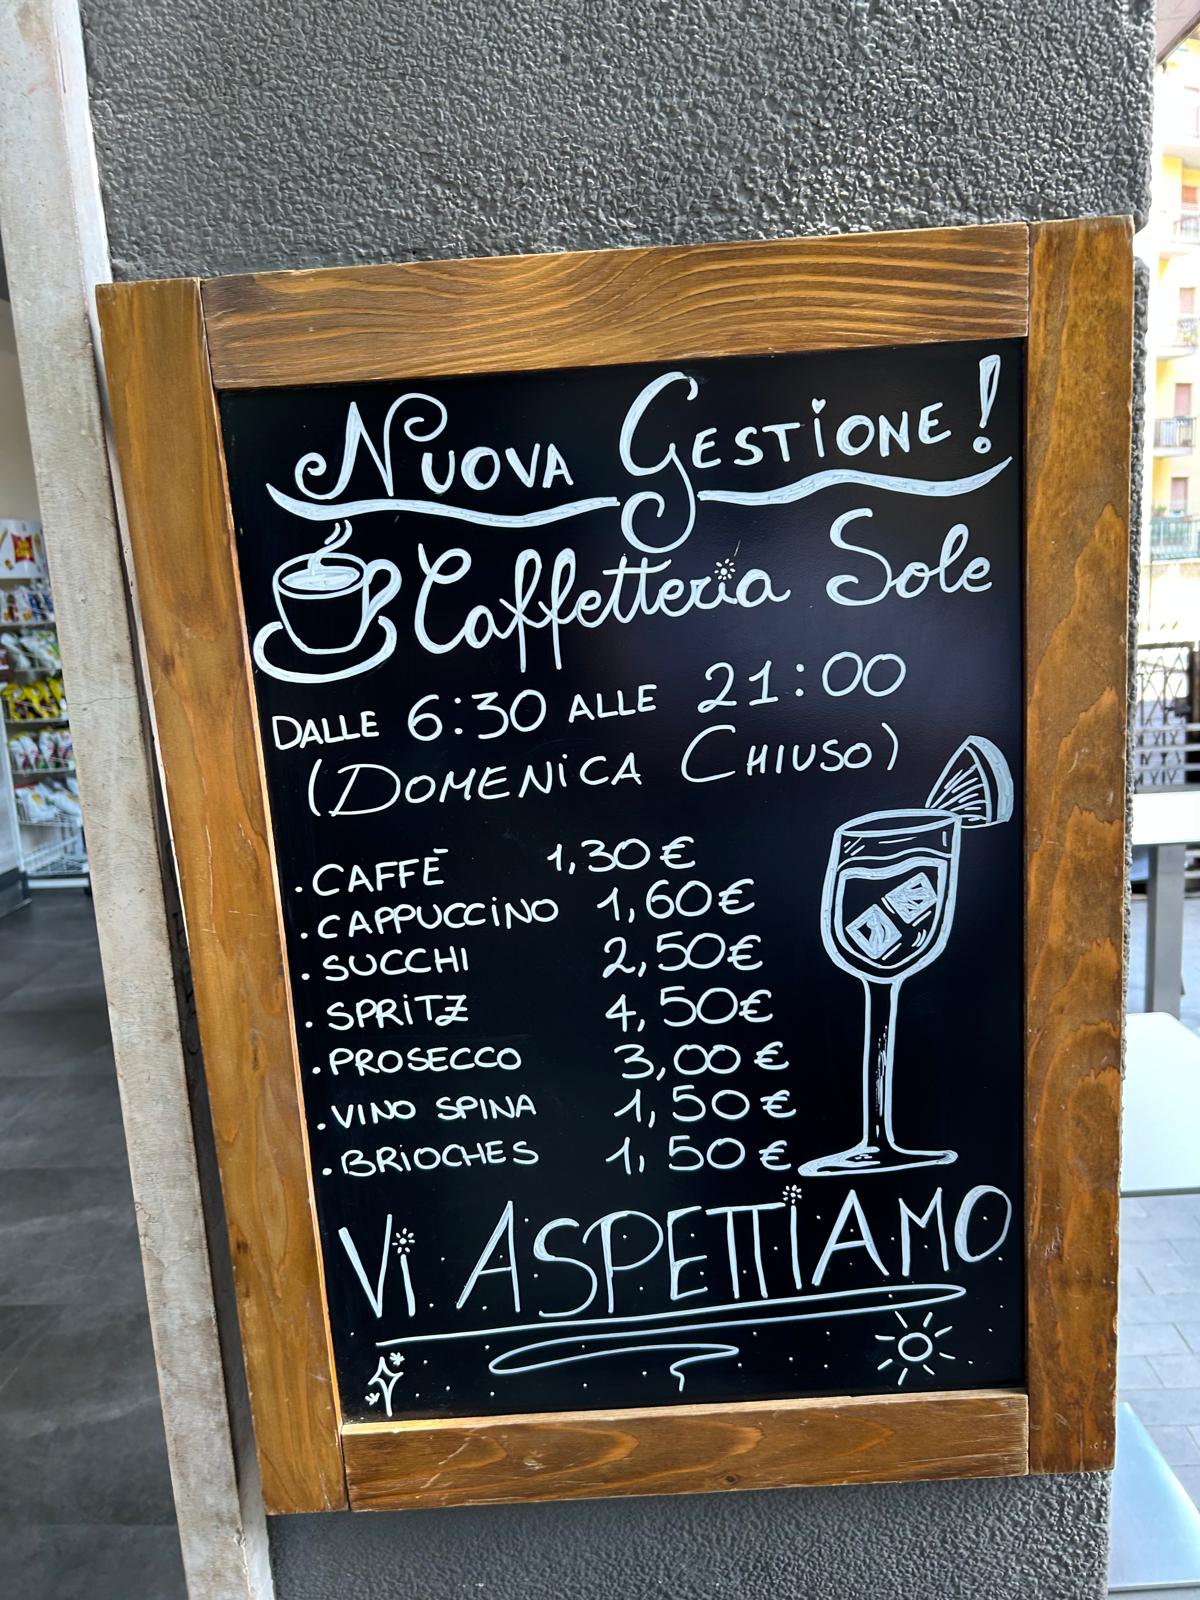 NUOVA GESTIONE!
Caffetteria Sole
DALLE 6:30 ALLE 21:00
(DOMENICA CHIUSO)
.CAFFÈ 1,30€
.CAPPUCCINO 1,60€
.SUCCHI 2,50€
.SPRITZ 4,50€
.PROSECCO 3,00€
.VINO SPINA 1,50€
.BRIOCHES 1,50€
Vi ASPETTIAMO